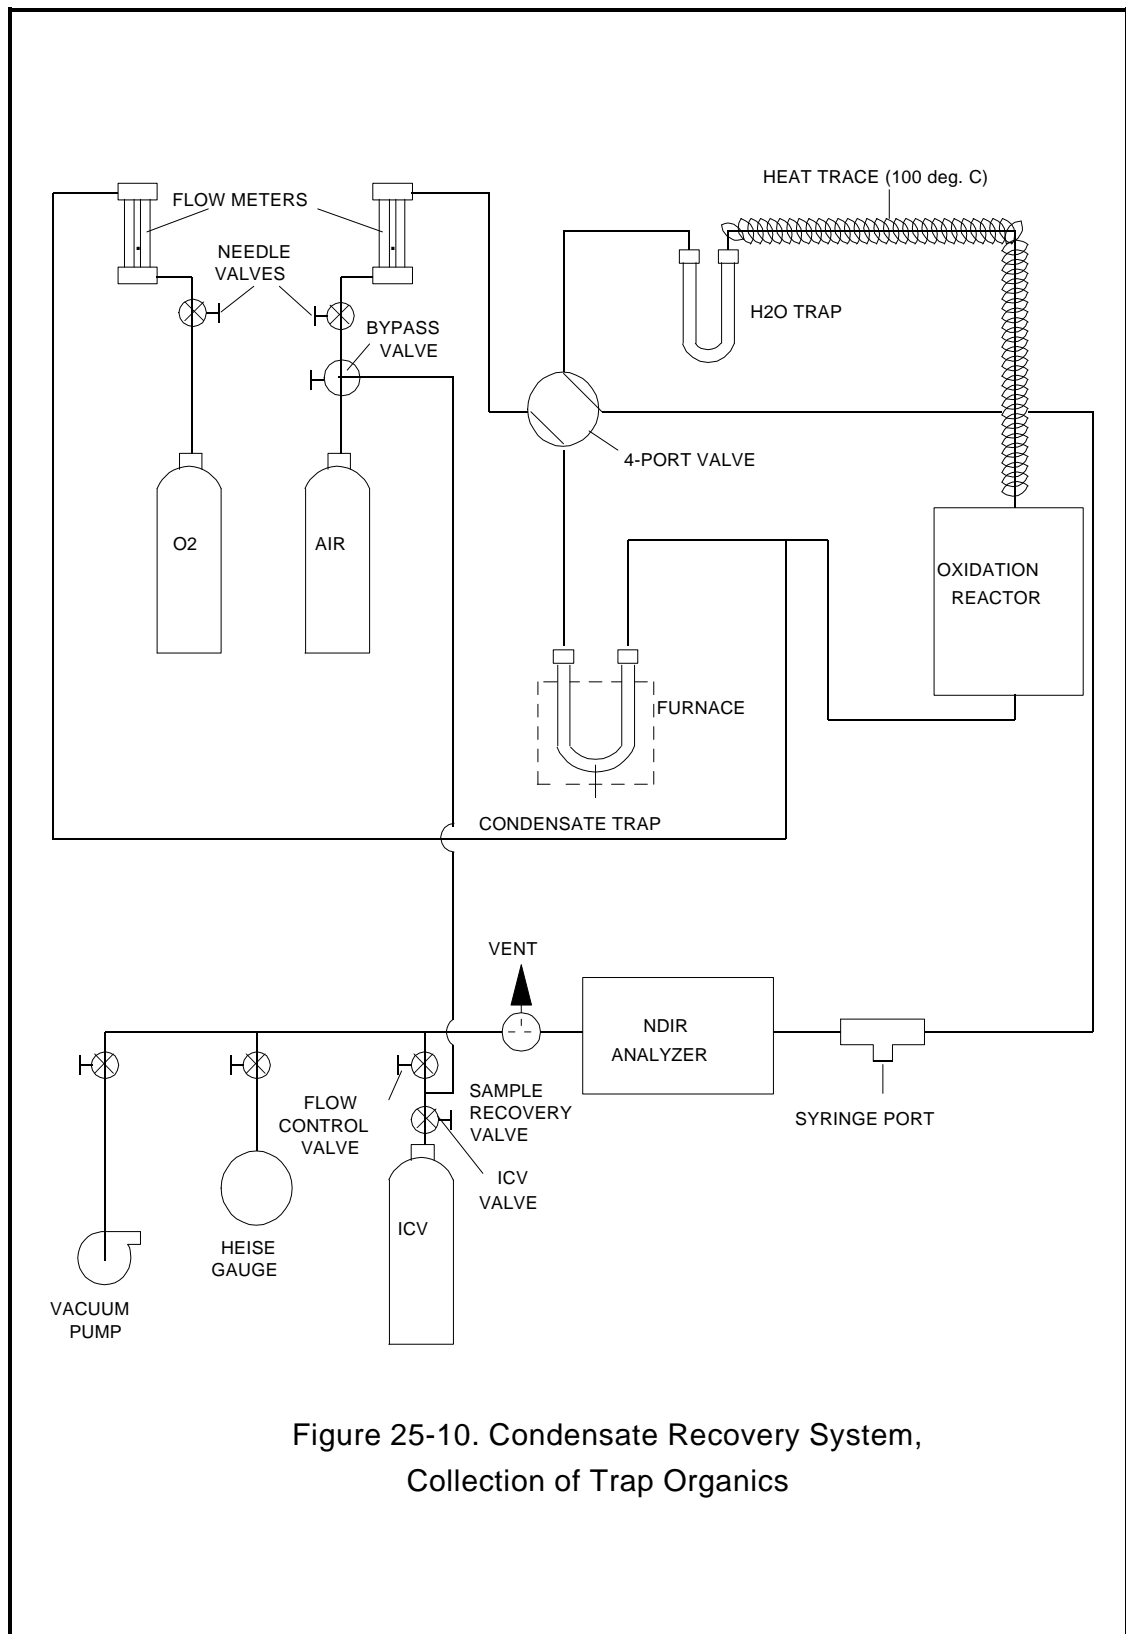 HEAT TRACE (100 deg. C)
FLOW METERS
NEEDLE
VALVES
H2O TRAP
BYPASS
VALVE
4-PORT VALVE
O2
AIR
OXIDATION
REACTOR
FURNACE
CONDENSATE TRAP
VENT
NDIR
ANALYZER
SYRINGE PORT
FLOW
CONTROL
VALVE
SAMPLE
RECOVERY
VALVE
ICV
VALVE
ICV
HEISE
GAUGE
VACUUM
PUMP
Figure 25-10. Condensate Recovery System,
Collection of Trap Organics